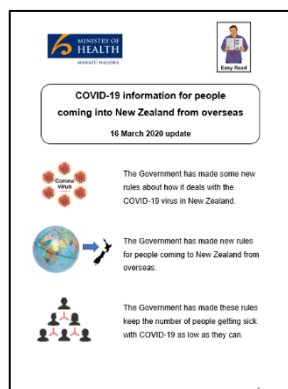 MINISTRY OF
HEALTH
MANATŪ HAUORA
Easy Read
COVID-19 information for people
coming into New Zealand from overseas
16 March 2020 update
Corona
virus
The Government has made some new
rules about how it deals with the
COVID-19 virus in New Zealand.
The Government has made new rules
for people coming to New Zealand from
overseas.
The Government has made these rules
keep the number of people getting sick
with COVID-19 as low as they can.